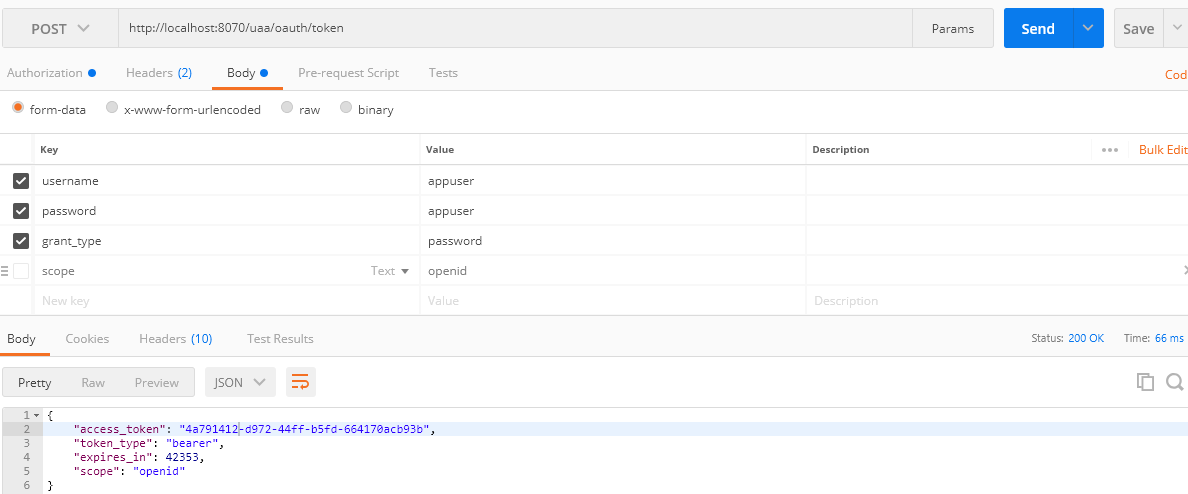 POST http://localhost:8070/uaa/oauth/token Params Send Save
Authorization Headers (2) Body Pre-request Script Tests Cod
form-data x-www-form-urlencoded raw binary
Key Value Description ••• Bulk Edit
username appuser
password appuser
grant_type password
scope Text openid
New key Value Description
Body Cookies Headers (10) Test Results Status: 200 OK Time: 66 ms
Pretty Raw Preview JSON
1 {
2 "access_token": "4a791412-d972-44ff-b5fd-664170acb93b",
3 "token_type": "bearer",
4 "expires_in": 42353,
5 "scope": "openid"
6 }